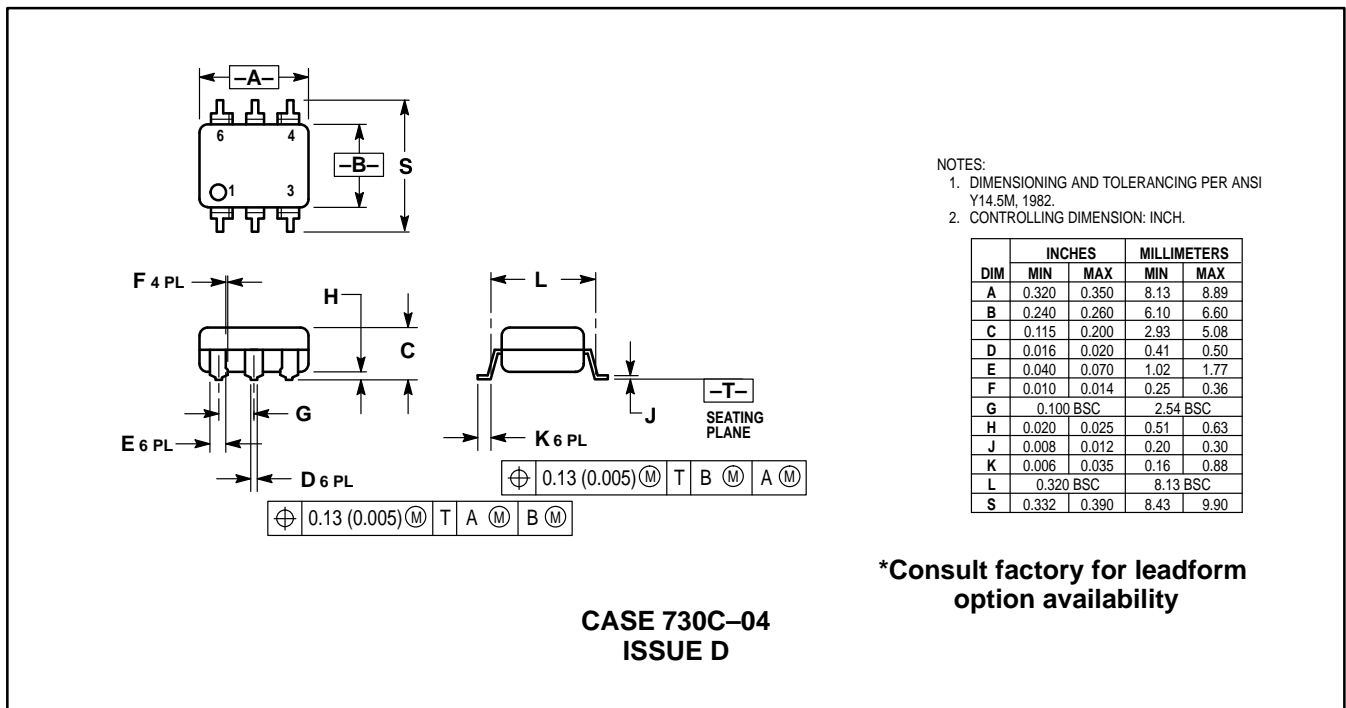 –A–
6 4
–B–
S
1 3
F 4 PL
H
C
L
–T–
SEATING
PLANE
J
G
K 6 PL
E 6 PL
D 6 PL
⌖ 0.13 (0.005) Ⓜ T B Ⓜ A Ⓜ
⌖ 0.13 (0.005) Ⓜ T A Ⓜ B Ⓜ
NOTES:
1. DIMENSIONING AND TOLERANCING PER ANSI
Y14.5M, 1982.
2. CONTROLLING DIMENSION: INCH.
INCHES MILLIMETERS
DIM MIN MAX MIN MAX
A 0.320 0.350 8.13 8.89
B 0.240 0.260 6.10 6.60
C 0.115 0.200 2.93 5.08
D 0.016 0.020 0.41 0.50
E 0.040 0.070 1.02 1.77
F 0.010 0.014 0.25 0.36
G 0.100 BSC 2.54 BSC
H 0.020 0.025 0.51 0.63
J 0.008 0.012 0.20 0.30
K 0.006 0.035 0.16 0.88
L 0.320 BSC 8.13 BSC
S 0.332 0.390 8.43 9.90
*Consult factory for leadform
option availability
CASE 730C–04
ISSUE D